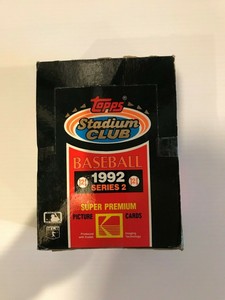 Topps
Stadium
CLUB
BASEBALL
1992
SERIES 2
SUPER PREMIUM
PICTURE CARDS